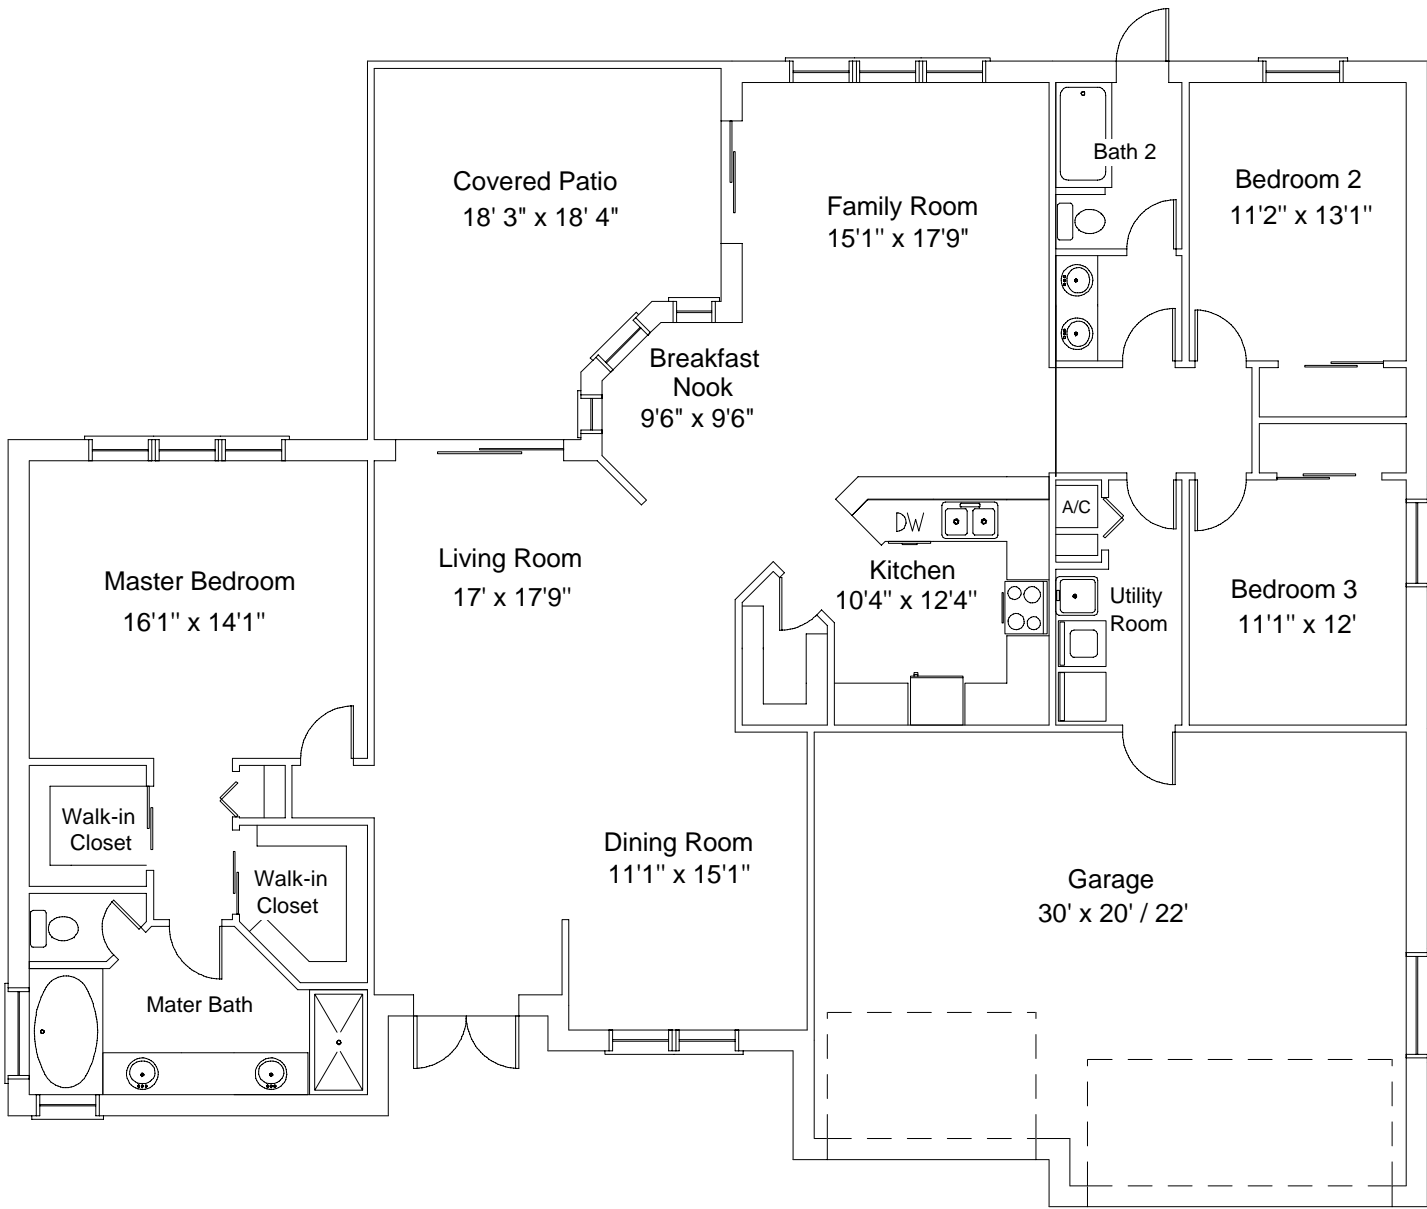 Covered Patio
18' 3" x 18' 4"
Family Room
15'1" x 17'9"
Bath 2
Bedroom 2
11'2" x 13'1"
Breakfast
Nook
9'6" x 9'6"
Master Bedroom
16'1" x 14'1"
Living Room
17' x 17'9"
DW
Kitchen
10'4" x 12'4"
A/C
Utility
Room
Bedroom 3
11'1" x 12'
Walk-in
Closet
Walk-in
Closet
Dining Room
11'1" x 15'1"
Garage
30' x 20' / 22'
Mater Bath